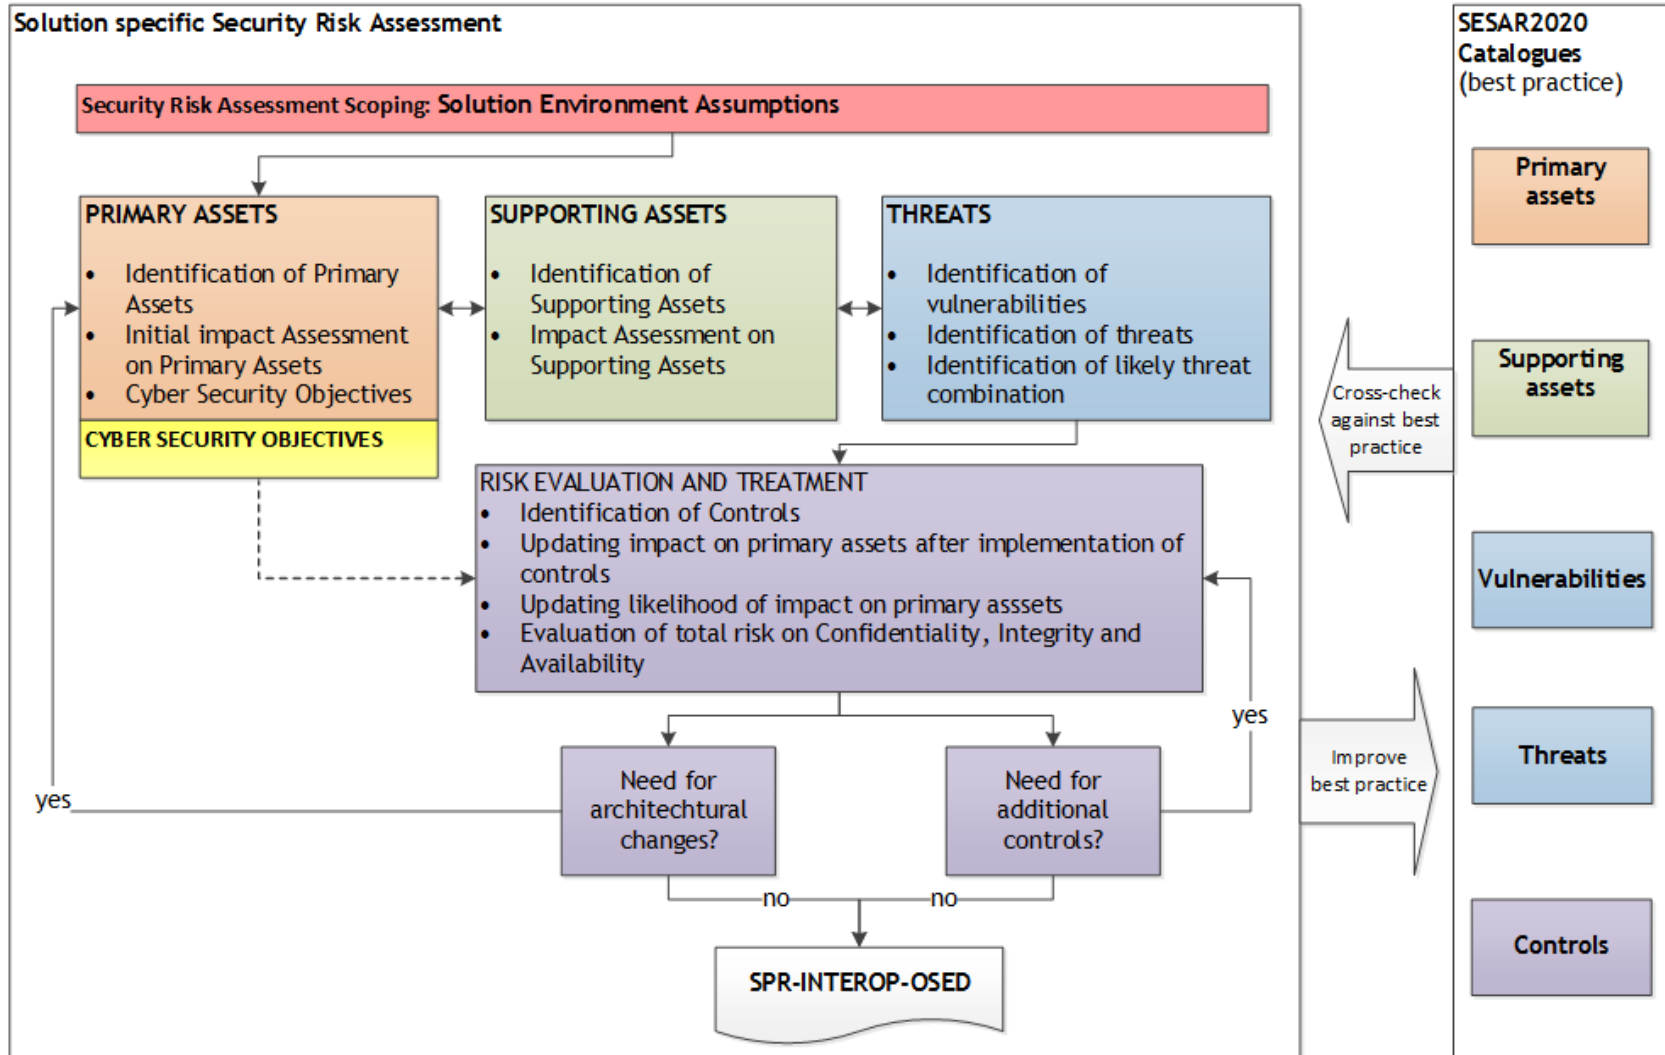 Solution specific Security Risk Assessment
Security Risk Assessment Scoping: Solution Environment Assumptions
PRIMARY ASSETS
• Identification of Primary
Assets
• Initial impact Assessment
on Primary Assets
• Cyber Security Objectives
CYBER SECURITY OBJECTIVES
SUPPORTING ASSETS
• Identification of
Supporting Assets
• Impact Assessment on
Supporting Assets
THREATS
• Identification of
vulnerabilities
• Identification of threats
• Identification of likely threat
combination
RISK EVALUATION AND TREATMENT
• Identification of Controls
• Updating impact on primary assets after implementation of
controls
• Updating likelihood of impact on primary asssets
• Evaluation of total risk on Confidentiality, Integrity and
Availability
yes
Need for
architechtural
changes?
Need for
additional
controls?
yes
no
no
SPR-INTEROP-OSED
Cross-check
against best
practice
Improve
best practice
SESAR2020
Catalogues
(best practice)
Primary
assets
Supporting
assets
Vulnerabilities
Threats
Controls